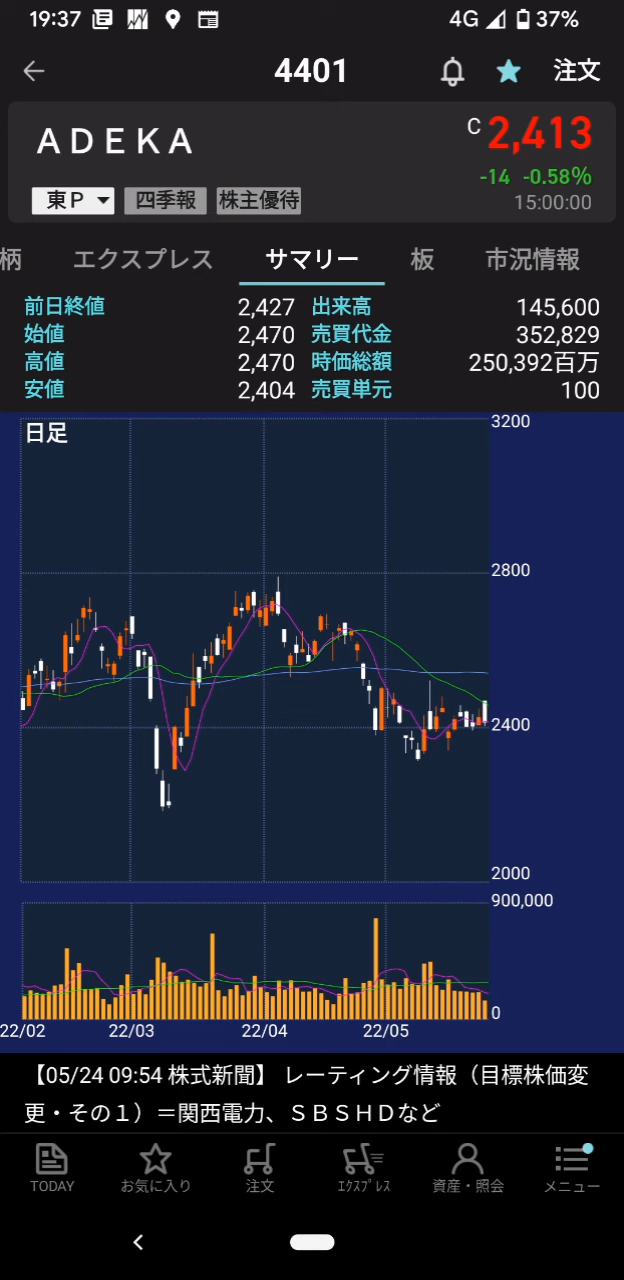 19:37 4G 37%
4401 注文
ＡＤＥＫＡ C 2,413
-14 -0.58%
東Ｐ 四季報 株主優待 15:00:00
柄 エクスプレス サマリー 板 市況情報
前日終値 2,427 出来高 145,600
始値 2,470 売買代金 352,829
高値 2,470 時価総額 250,392百万
安値 2,404 売買単元 100
日足 3200
2800
2400
2000
900,000
0
22/02 22/03 22/04 22/05
【05/24 09:54 株式新聞】 レーティング情報（目標株価変
更・その１）＝関西電力、ＳＢＳＨＤなど
TODAY お気に入り 注文 ｴｸｽﾌﾟﾚｽ 資産・照会 メニュー